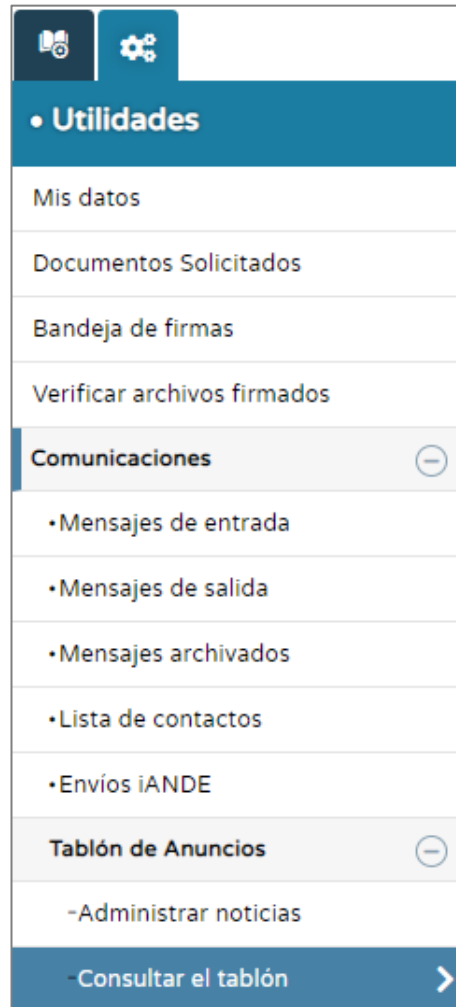 • Utilidades
Mis datos
Documentos Solicitados
Bandeja de firmas
Verificar archivos firmados
Comunicaciones
•Mensajes de entrada
•Mensajes de salida
•Mensajes archivados
•Lista de contactos
•Envíos iANDE
Tablón de Anuncios
-Administrar noticias
-Consultar el tablón